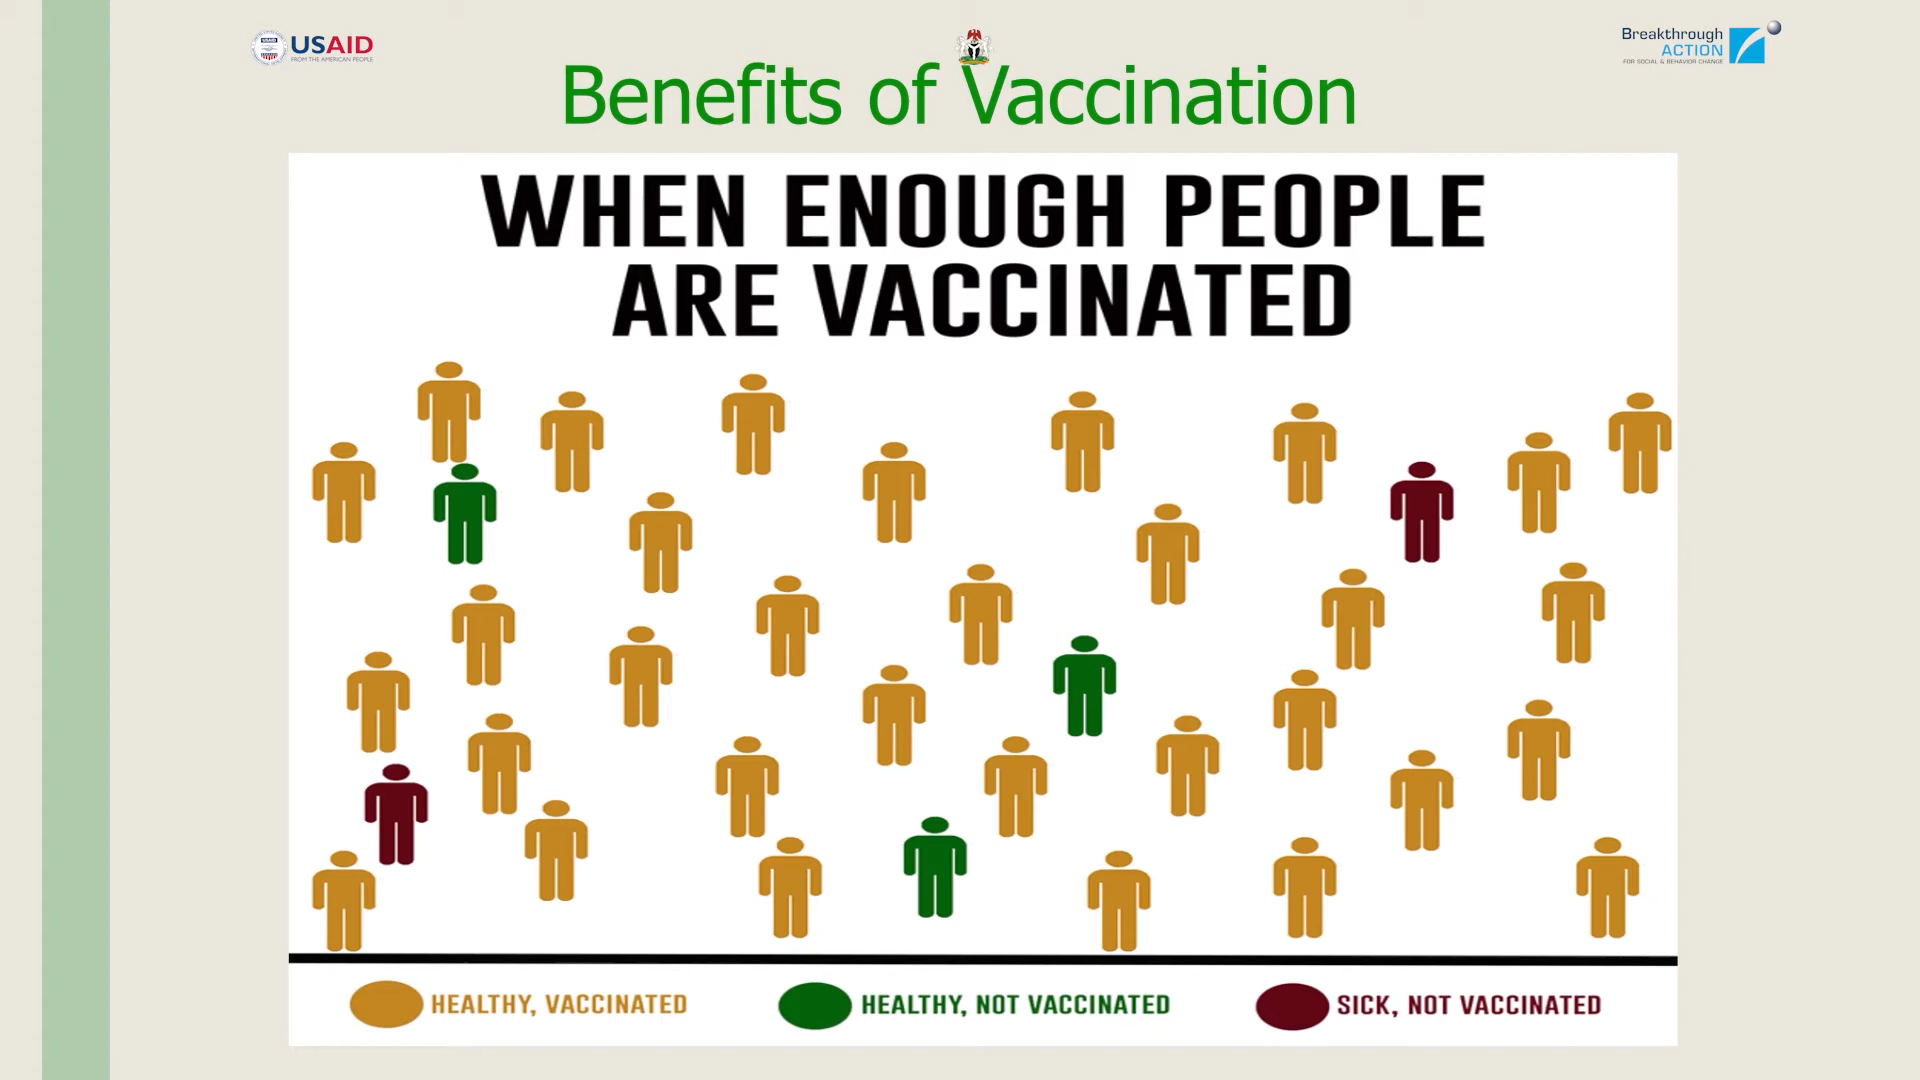 USAID
FROM THE AMERICAN PEOPLE
Breakthrough
ACTION
FOR SOCIAL & BEHAVIOR CHANGE
Benefits of Vaccination
WHEN ENOUGH PEOPLE
ARE VACCINATED
HEALTHY, VACCINATED
HEALTHY, NOT VACCINATED
SICK, NOT VACCINATED